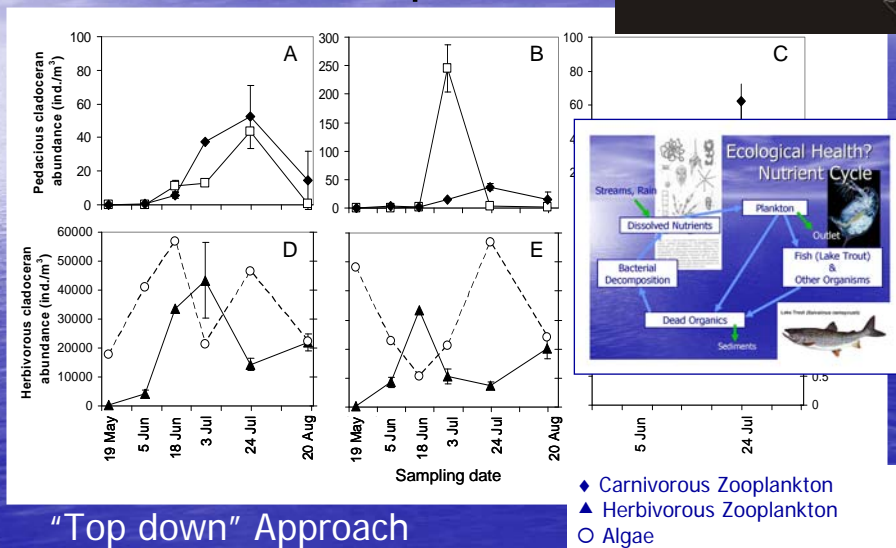 A
B
C
Pedacious cladoceran
abundance (ind./m³)
100
80
60
40
20
0
300
250
200
150
100
50
0
100
80
60
Ecological Health?
Nutrient Cycle
Streams, Rain
Plankton
Dissolved Nutrients
Outlet
Bacterial
Decomposition
Fish (Lake Trout)
&
Other Organisms
Dead Organics
Sediments
D
E
Herbivorous cladoceran
abundance (ind./m³)
60000
50000
40000
30000
20000
10000
0
0.5
0
19 May
5 Jun
18 Jun
3 Jul
24 Jul
20 Aug
19 May
5 Jun
18 Jun
3 Jul
24 Jul
20 Aug
5 Jun
24 Jul
Sampling date
♦ Carnivorous Zooplankton
▲ Herbivorous Zooplankton
○ Algae
"Top down" Approach